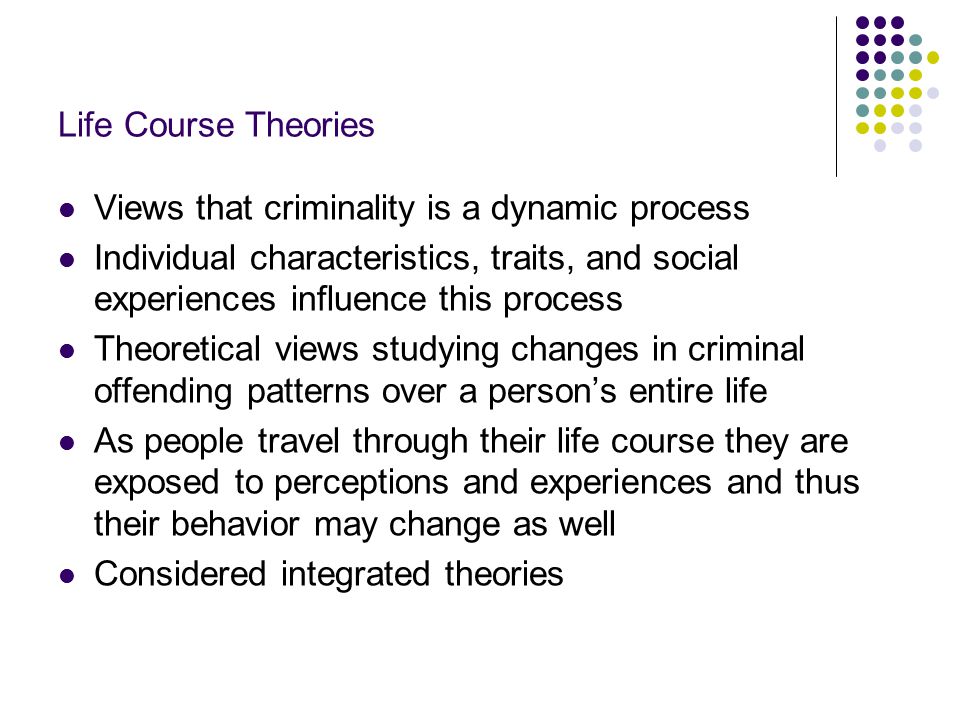 Life Course Theories
Views that criminality is a dynamic process
Individual characteristics, traits, and social
experiences influence this process
Theoretical views studying changes in criminal
offending patterns over a person’s entire life
As people travel through their life course they are
exposed to perceptions and experiences and thus
their behavior may change as well
Considered integrated theories